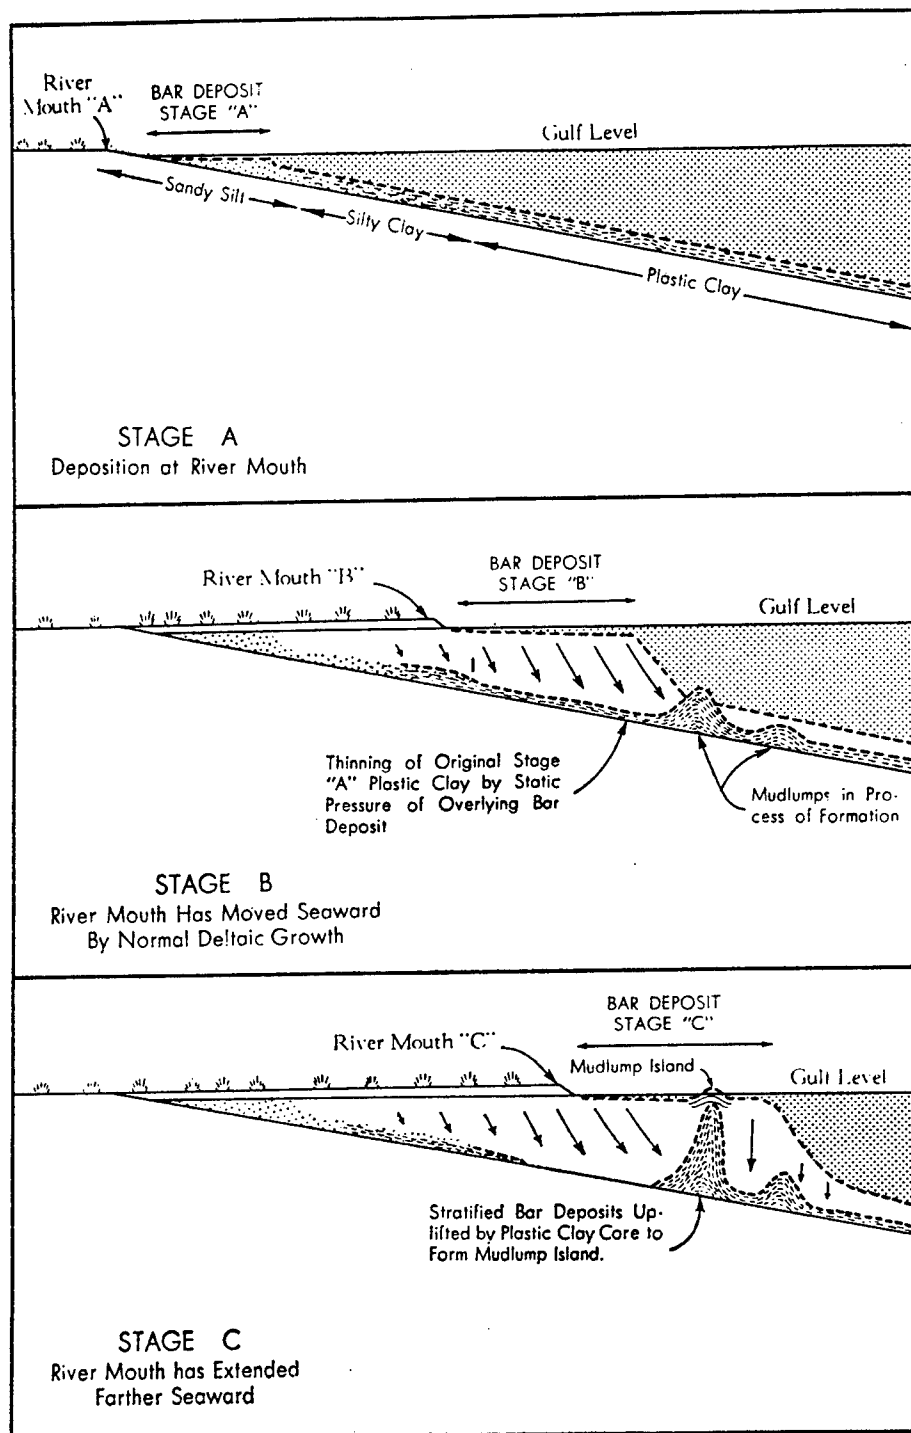 River
Mouth "A"
BAR DEPOSIT
STAGE "A"
Gulf Level
Sandy Silt
Silty Clay
Plastic Clay
STAGE A
Deposition at River Mouth
River Mouth "B"
BAR DEPOSIT
STAGE "B"
Gulf Level
Thinning of Original Stage
"A" Plastic Clay by Static
Pressure of Overlying Bar
Deposit
Mudlumps in Pro-
cess of Formation
STAGE B
River Mouth Has Moved Seaward
By Normal Deltaic Growth
BAR DEPOSIT
STAGE "C"
River Mouth "C"
Mudlump Island
Gulf Level
Stratified Bar Deposits Up-
lifted by Plastic Clay Core to
Form Mudlump Island.
STAGE C
River Mouth has Extended
Farther Seaward